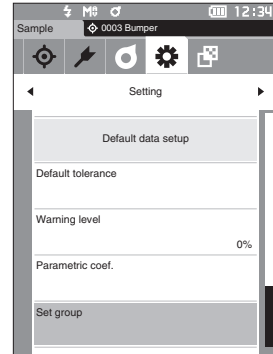 12:34
Sample 0003 Bumper
Setting
Default data setup
Default tolerance
Warning level
0%
Parametric coef.
Set group